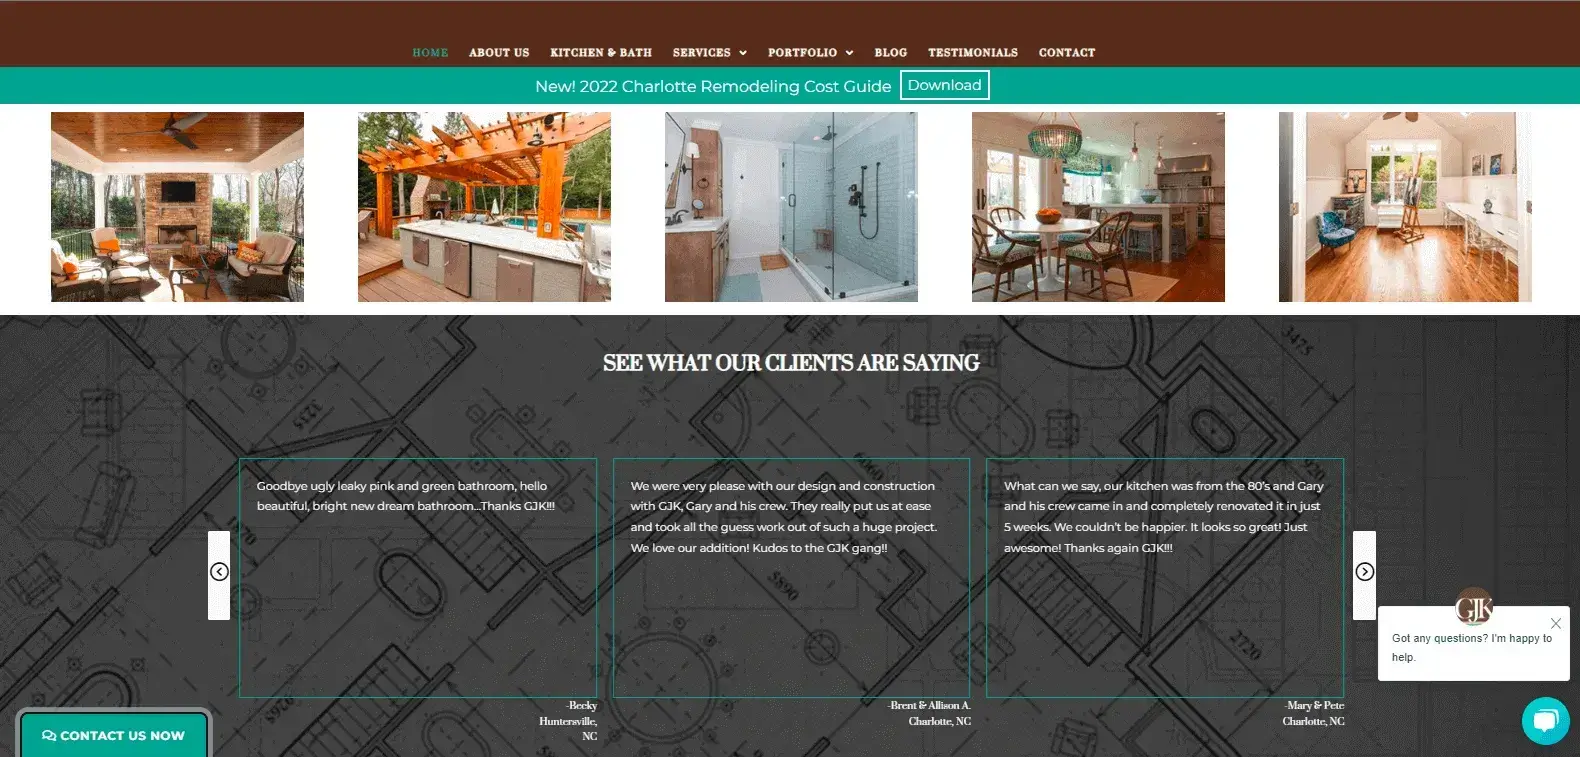 HOME ABOUT US KITCHEN & BATH SERVICES PORTFOLIO BLOG TESTIMONIALS CONTACT
New! 2022 Charlotte Remodeling Cost Guide Download
SEE WHAT OUR CLIENTS ARE SAYING
3475
5871
Goodbye ugly leaky pink and green bathroom, hello
beautiful, bright new dream bathroom...Thanks GJK!!!
-Becky
Huntersville,
NC
We were very please with our design and construction
with GJK, Gary and his crew. They really put us at ease
and took all the guess work out of such a huge project.
We love our addition! Kudos to the GJK gang!!
-Brent & Allison A.
Charlotte, NC
What can we say, our kitchen was from the 80's and Gary
and his crew came in and completely renovated it in just
5 weeks. We couldn't be happier. It looks so great! Just
awesome! Thanks again GJK!!!
-Mary & Pete
Charlotte, NC
3720
GJK
Got any questions? I'm happy to
help.
CONTACT US NOW